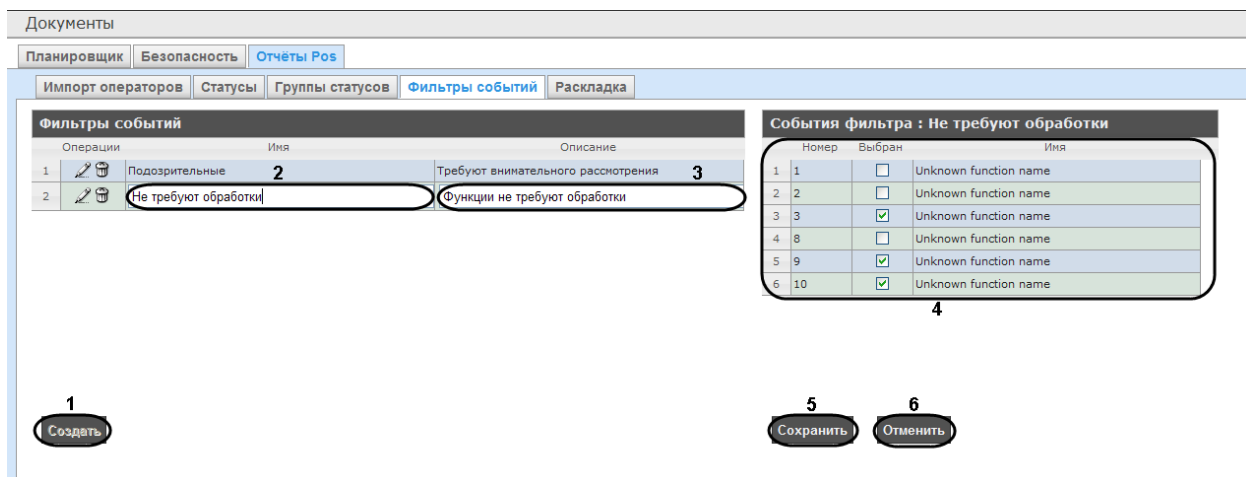 Документы
Планировщик Безопасность Отчёты Pos
Импорт операторов Статусы Группы статусов Фильтры событий Раскладка
Фильтры событий
Операции Имя Описание
1 Подозрительные 2 Требуют внимательного рассмотрения 3
2 Не требуют обработки Функции не требуют обработки
События фильтра : Не требуют обработки
Номер Выбран Имя
1 1 Unknown function name
2 2 Unknown function name
3 3 Unknown function name
4 8 Unknown function name
5 9 Unknown function name
6 10 Unknown function name
4
1 5 6
Создать Сохранить Отменить